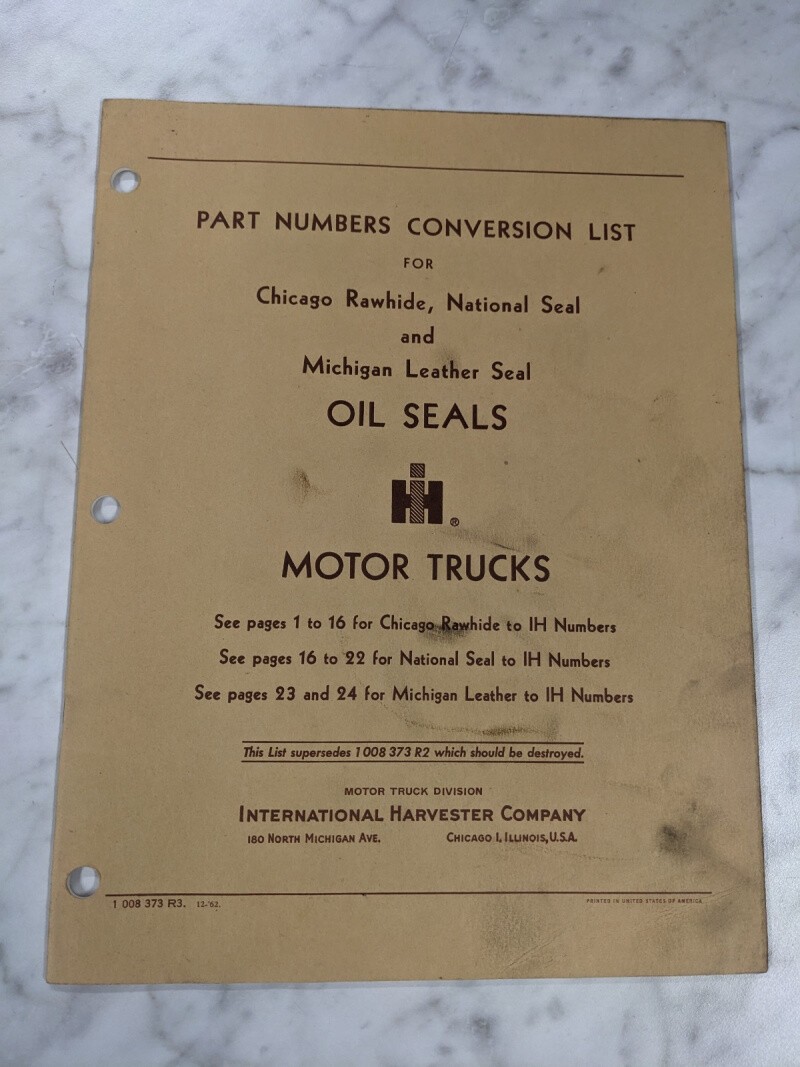 PART NUMBERS CONVERSION LIST
FOR
Chicago Rawhide, National Seal
and
Michigan Leather Seal
OIL SEALS
IH ®
MOTOR TRUCKS
See pages 1 to 16 for Chicago Rawhide to IH Numbers
See pages 16 to 22 for National Seal to IH Numbers
See pages 23 and 24 for Michigan Leather to IH Numbers
This List supersedes 1 008 373 R2 which should be destroyed.
MOTOR TRUCK DIVISION
INTERNATIONAL HARVESTER COMPANY
180 NORTH MICHIGAN AVE. CHICAGO 1, ILLINOIS, U.S.A.
1 008 373 R3. 12-'62. PRINTED IN UNITED STATES OF AMERICA.